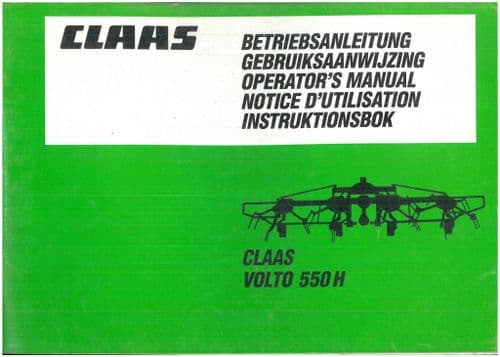 CLAAS
BETRIEBSANLEITUNG
GEBRUIKSAANWIJZING
OPERATOR'S MANUAL
NOTICE D'UTILISATION
INSTRUKTIONSBOK
CLAAS
VOLTO 550 H